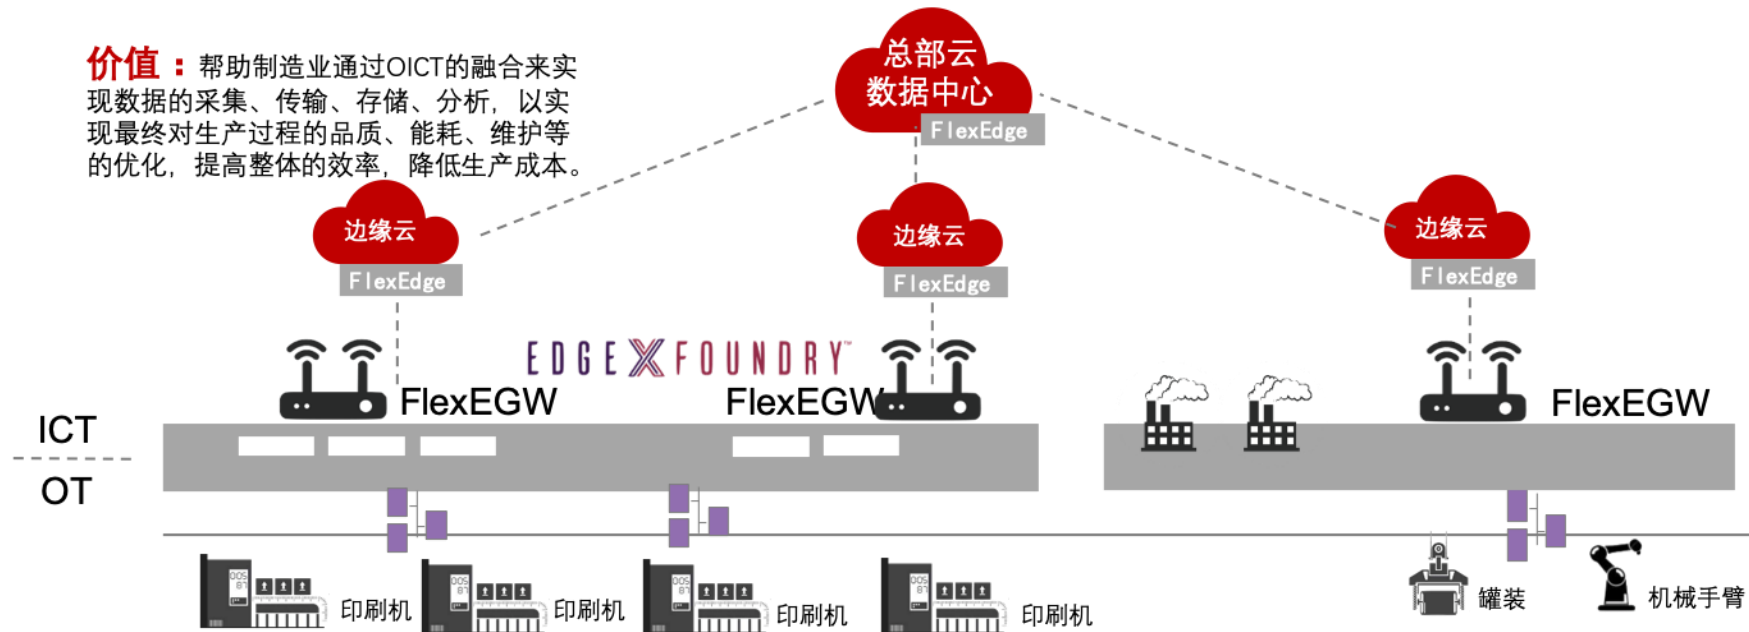 价值：帮助制造业通过OICT的融合来实
现数据的采集、传输、存储、分析，以实
现最终对生产过程的品质、能耗、维护等
的优化，提高整体的效率，降低生产成本。
总部云
数据中心
FlexEdge
边缘云
FlexEdge
边缘云
FlexEdge
边缘云
FlexEdge
EDGE X FOUNDRY™
FlexEGW
FlexEGW
FlexEGW
ICT
OT
印刷机
印刷机
印刷机
印刷机
罐装
机械手臂